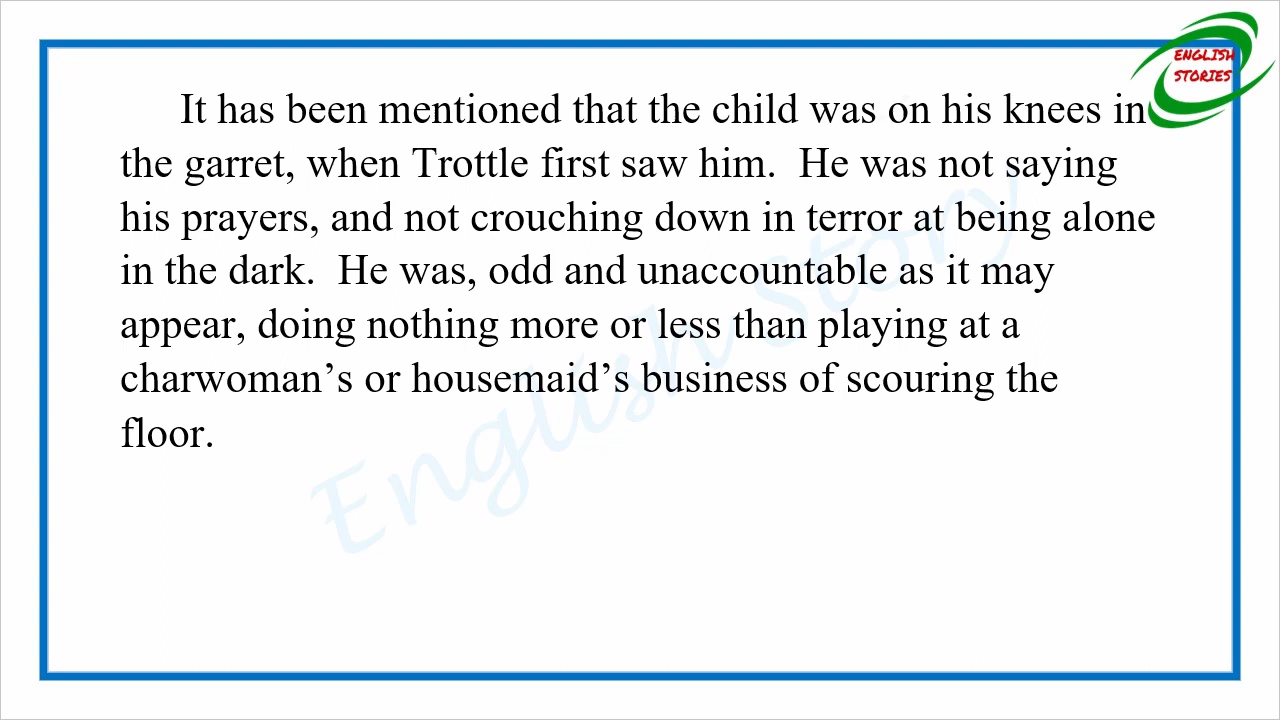 ENGLISH
STORIES
It has been mentioned that the child was on his knees in
the garret, when Trottle first saw him.  He was not saying
his prayers, and not crouching down in terror at being alone
in the dark.  He was, odd and unaccountable as it may
appear, doing nothing more or less than playing at a
charwoman’s or housemaid’s business of scouring the
floor.
English Story